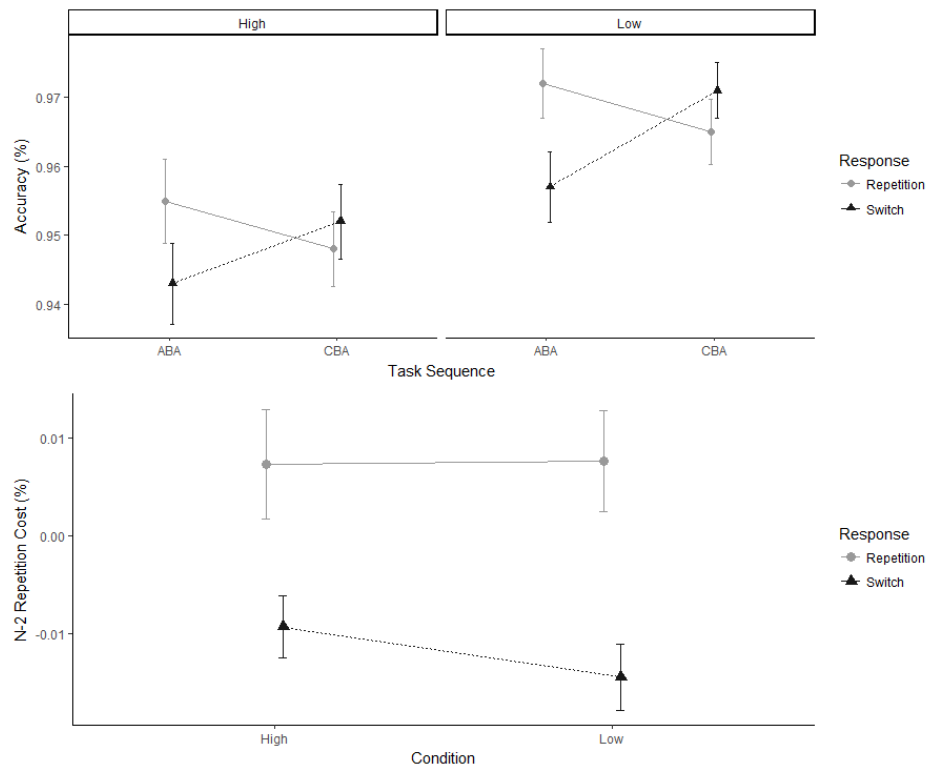 High
Low
Accuracy (%)
0.97
0.96
0.95
0.94
ABA
CBA
ABA
CBA
Task Sequence
Response
Repetition
Switch
N-2 Repetition Cost (%)
0.01
0.00
-0.01
High
Low
Condition
Response
Repetition
Switch